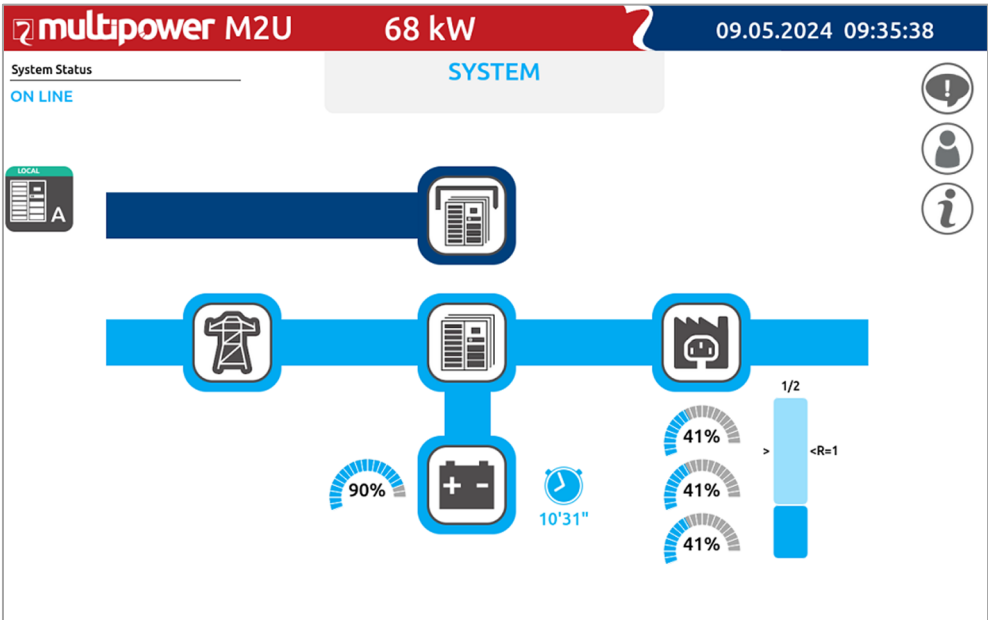 multipower M2U 68 kW 09.05.2024 09:35:38
System Status
SYSTEM
ON LINE
LOCAL
A
1/2
41%
> <R=1
90%
41%
10'31"
41%